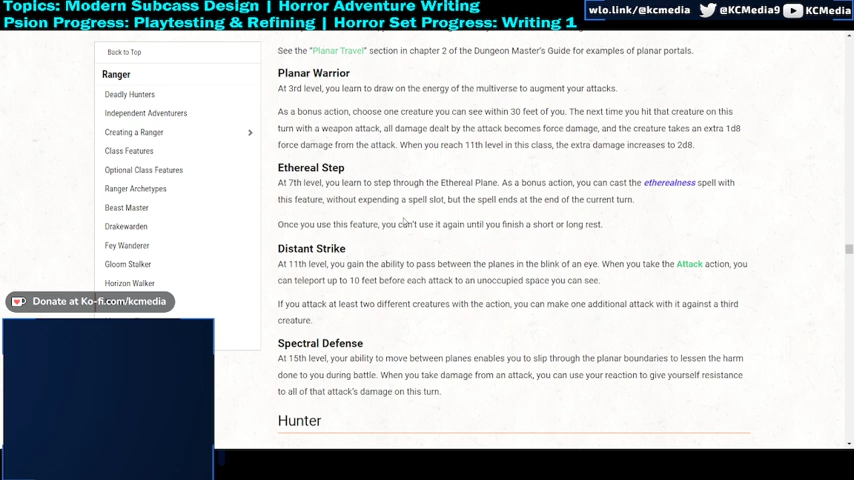 Topics: Modern Subcass Design | Horror Adventure Writing
Psion Progress: Playtesting & Refining | Horror Set Progress: Writing 1
wlo.link/@kcmedia
@KCMedia9
KCMedia
Back to Top
Ranger
Deadly Hunters
Independent Adventurers
Creating a Ranger
Class Features
Optional Class Features
Ranger Archetypes
Beast Master
Drakewarden
Fey Wanderer
Gloom Stalker
Horizon Walker
Donate at Ko-fi.com/kcmedia
See the "Planar Travel" section in chapter 2 of the Dungeon Master's Guide for examples of planar portals.
Planar Warrior
At 3rd level, you learn to draw on the energy of the multiverse to augment your attacks.
As a bonus action, choose one creature you can see within 30 feet of you. The next time you hit that creature on this
turn with a weapon attack, all damage dealt by the attack becomes force damage, and the creature takes an extra 1d8
force damage from the attack. When you reach 11th level in this class, the extra damage increases to 2d8.
Ethereal Step
At 7th level, you learn to step through the Ethereal Plane. As a bonus action, you can cast the etherealness spell with
this feature, without expending a spell slot, but the spell ends at the end of the current turn.
Once you use this feature, you can't use it again until you finish a short or long rest.
Distant Strike
At 11th level, you gain the ability to pass between the planes in the blink of an eye. When you take the Attack action, you
can teleport up to 10 feet before each attack to an unoccupied space you can see.
If you attack at least two different creatures with the action, you can make one additional attack with it against a third
creature.
Spectral Defense
At 15th level, your ability to move between planes enables you to slip through the planar boundaries to lessen the harm
done to you during battle. When you take damage from an attack, you can use your reaction to give yourself resistance
to all of that attack's damage on this turn.
Hunter